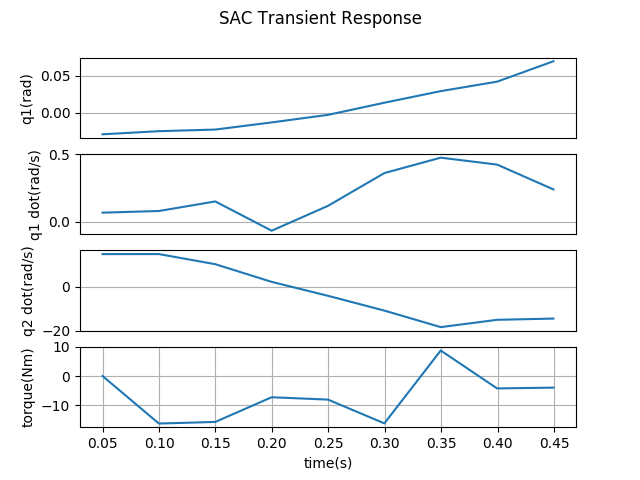 SAC Transient Response
q1(rad)
0.05
0.00
q1 dot(rad/s)
0.5
0.0
q2 dot(rad/s)
0
−20
torque(Nm)
10
0
−10
0.05 0.10 0.15 0.20 0.25 0.30 0.35 0.40 0.45
time(s)